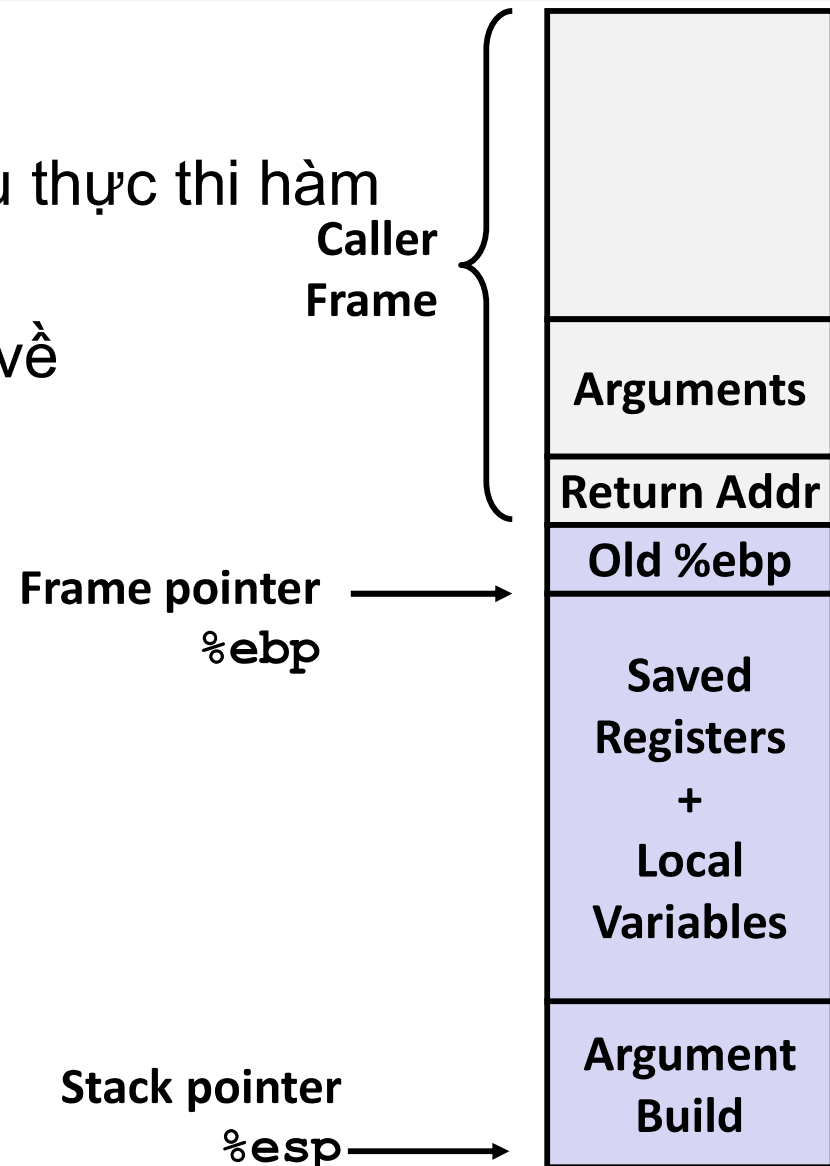 u thực thi hàm
Caller
Frame
về
Arguments
Return Addr
Old %ebp
Frame pointer
%ebp
Saved
Registers
+
Local
Variables
Argument
Build
Stack pointer
%esp